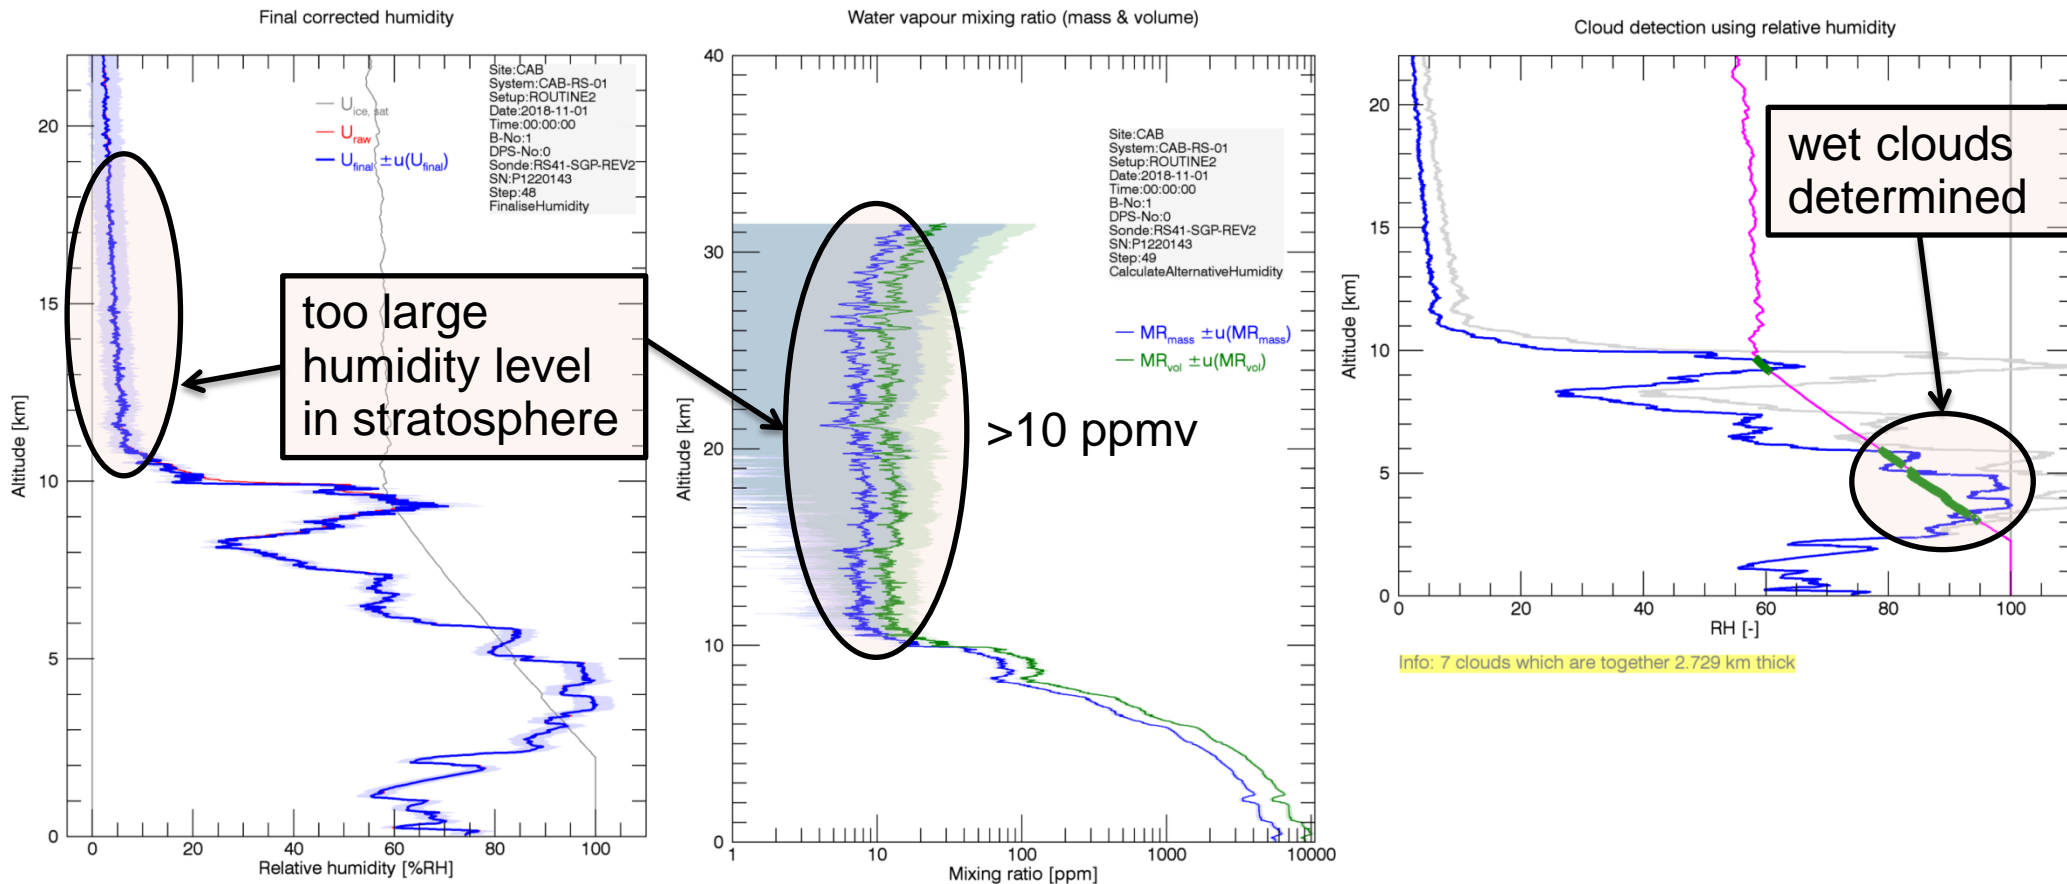 Final corrected humidity
Site:CAB
System:CAB-RS-01
Setup:ROUTINE2
Date:2018-11-01
Time:00:00:00
B-No:1
DPS-No:0
Sonde:RS41-SGP-REV2
SN:P1220143
Step:48
FinaliseHumidity
U_ice, sat
U_raw
U_final ±u(U_final)
too large
humidity level
in stratosphere
Altitude [km]
20
15
10
5
0
0 20 40 60 80 100
Relative humidity [%RH]
Water vapour mixing ratio (mass & volume)
Site:CAB
System:CAB-RS-01
Setup:ROUTINE2
Date:2018-11-01
Time:00:00:00
B-No:1
DPS-No:0
Sonde:RS41-SGP-REV2
SN:P1220143
Step:49
CalculateAlternativeHumidity
MR_mass ±u(MR_mass)
MR_vol ±u(MR_vol)
>10 ppmv
Altitude [km]
40
30
20
10
0
1 10 100 1000 10000
Mixing ratio [ppm]
Cloud detection using relative humidity
wet clouds
determined
Altitude [km]
20
15
10
5
0
0 20 40 60 80 100
RH [-]
Info: 7 clouds which are together 2.729 km thick